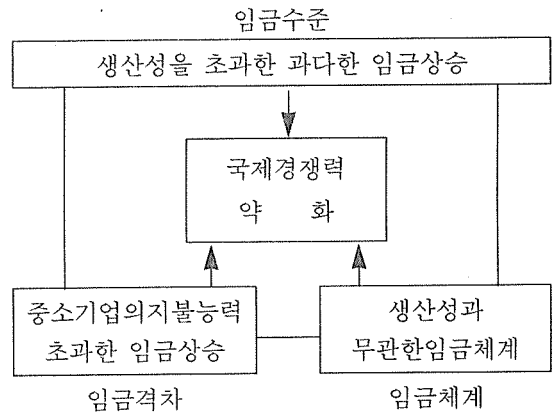 임금수준
생산성을 초과한 과다한 임금상승
국제경쟁력
약 화
중소기업의지불능력
초과한 임금상승
생산성과
무관한임금체계
임금격차
임금체계